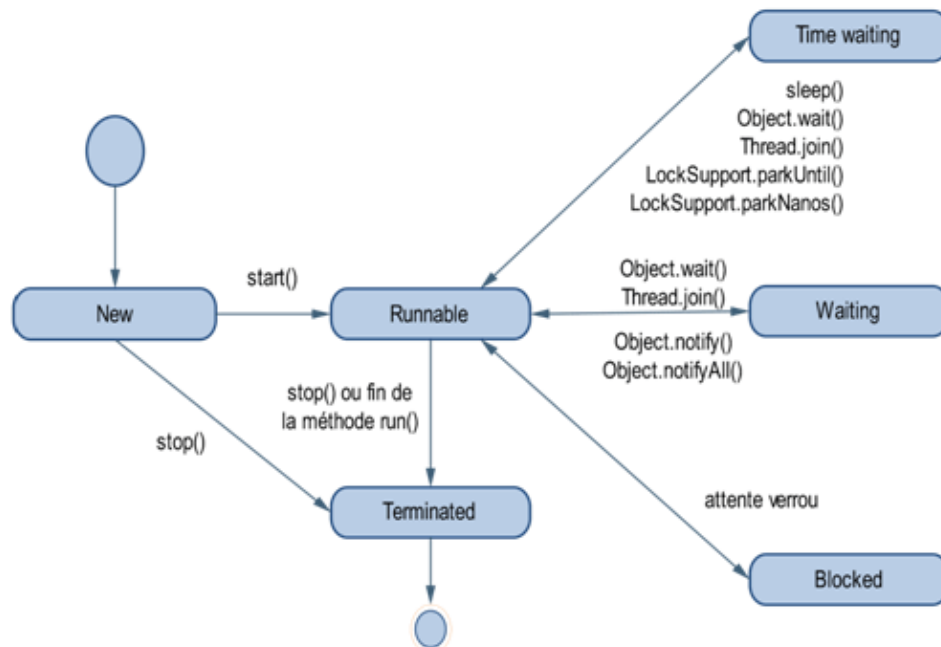 Time waiting
sleep()
Object.wait()
Thread.join()
LockSupport.parkUntil()
LockSupport.parkNanos()
New
start()
Runnable
Object.wait()
Thread.join()
Waiting
Object.notify()
Object.notifyAll()
stop() ou fin de
la méthode run()
stop()
Terminated
attente verrou
Blocked